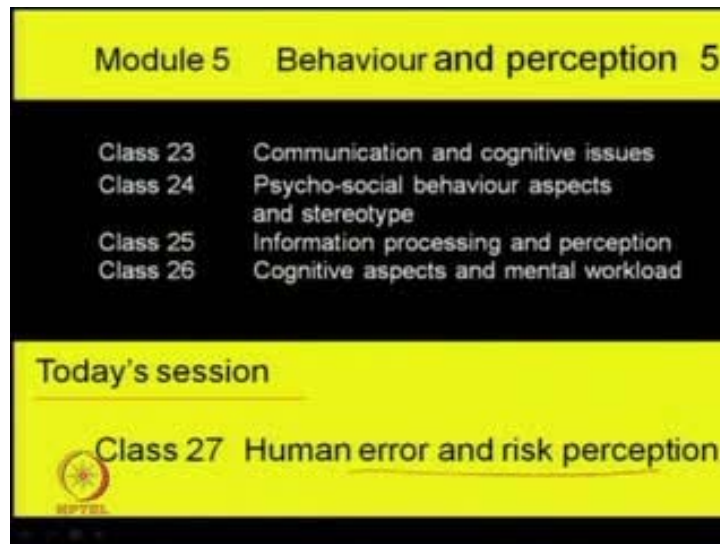 Module 5 Behaviour and perception 5
Class 23 Communication and cognitive issues
Class 24 Psycho-social behaviour aspects
and stereotype
Class 25 Information processing and perception
Class 26 Cognitive aspects and mental workload
Today's session
Class 27 Human error and risk perception
NPTEL